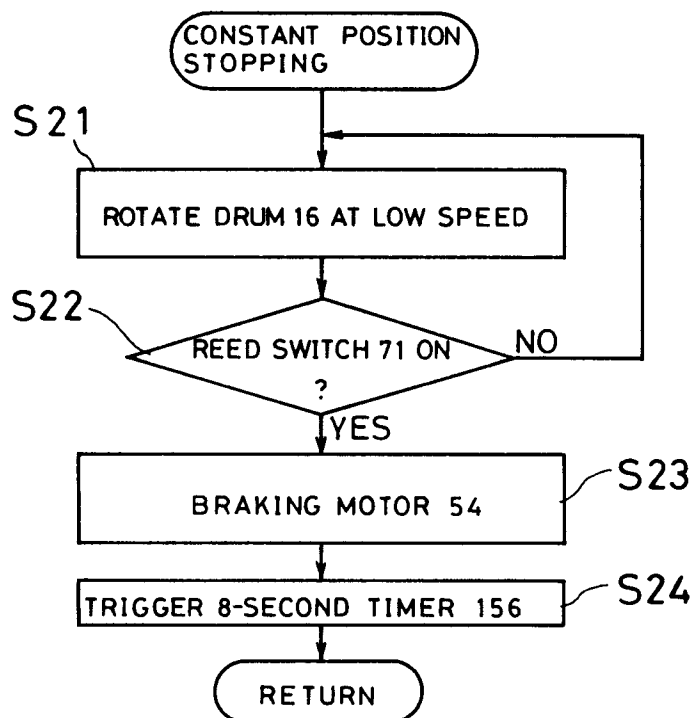 CONSTANT POSITION
STOPPING
S21
ROTATE DRUM 16 AT LOW SPEED
S22
REED SWITCH 71 ON
?
NO
YES
S23
BRAKING MOTOR 54
S24
TRIGGER 8-SECOND TIMER 156
RETURN